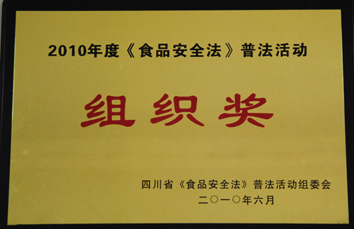 2010年度《食品安全法》普法活动
组织奖
四川省《食品安全法》普法活动组委会
二〇一〇年六月